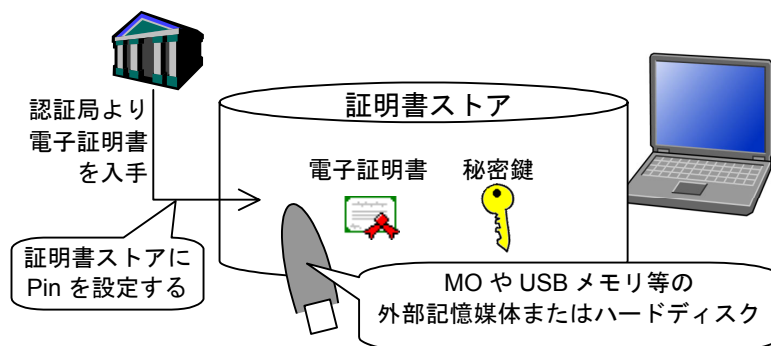 認証局より
電子証明書
を入手
証明書ストア
電子証明書
秘密鍵
証明書ストアに
Pin を設定する
MO や USB メモリ等の
外部記憶媒体またはハードディスク